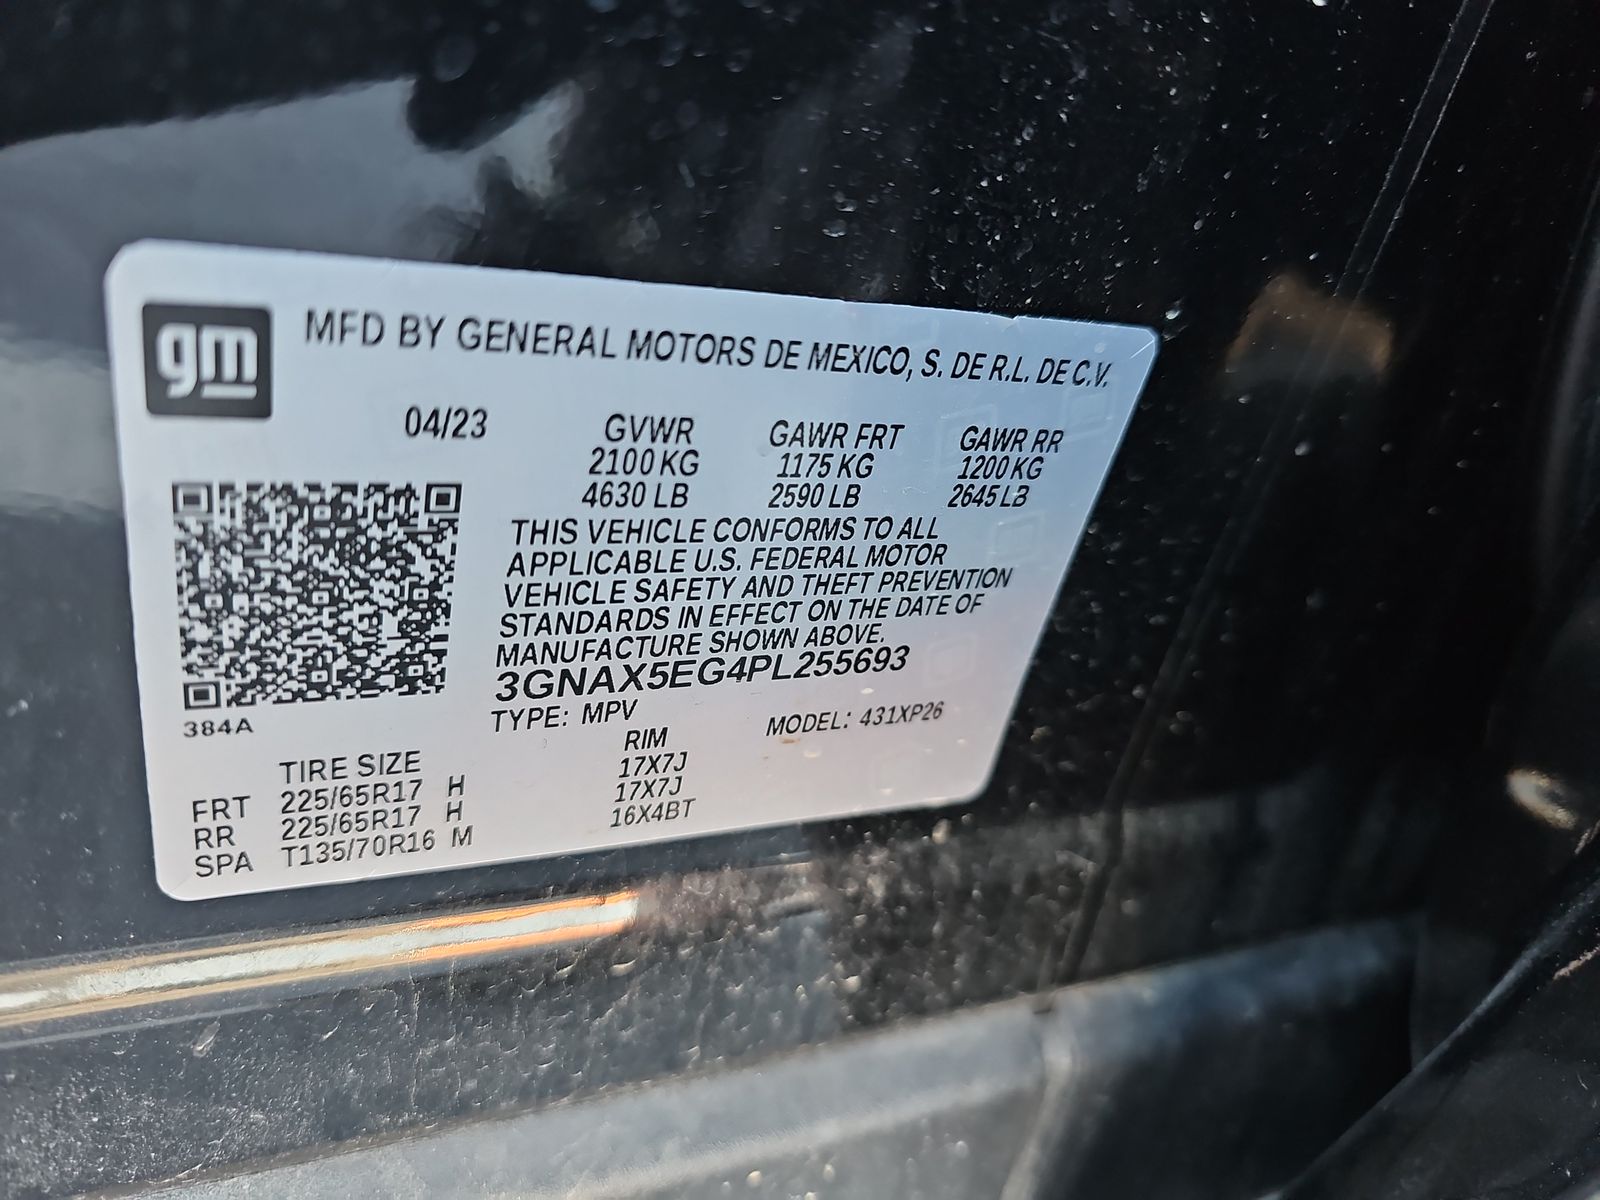 gm
MFD BY GENERAL MOTORS DE MEXICO, S. DE R.L. DE C.V.
04/23 GVWR GAWR FRT GAWR RR
2100 KG 1175 KG 1200 KG
4630 LB 2590 LB 2645 LB
THIS VEHICLE CONFORMS TO ALL
APPLICABLE U.S. FEDERAL MOTOR
VEHICLE SAFETY AND THEFT PREVENTION
STANDARDS IN EFFECT ON THE DATE OF
MANUFACTURE SHOWN ABOVE.
3GNAX5EG4PL255693
384A
TYPE: MPV MODEL: 431XP26
TIRE SIZE RIM
FRT 225/65R17 H 17X7J
RR 225/65R17 H 17X7J
SPA T135/70R16 M 16X4BT